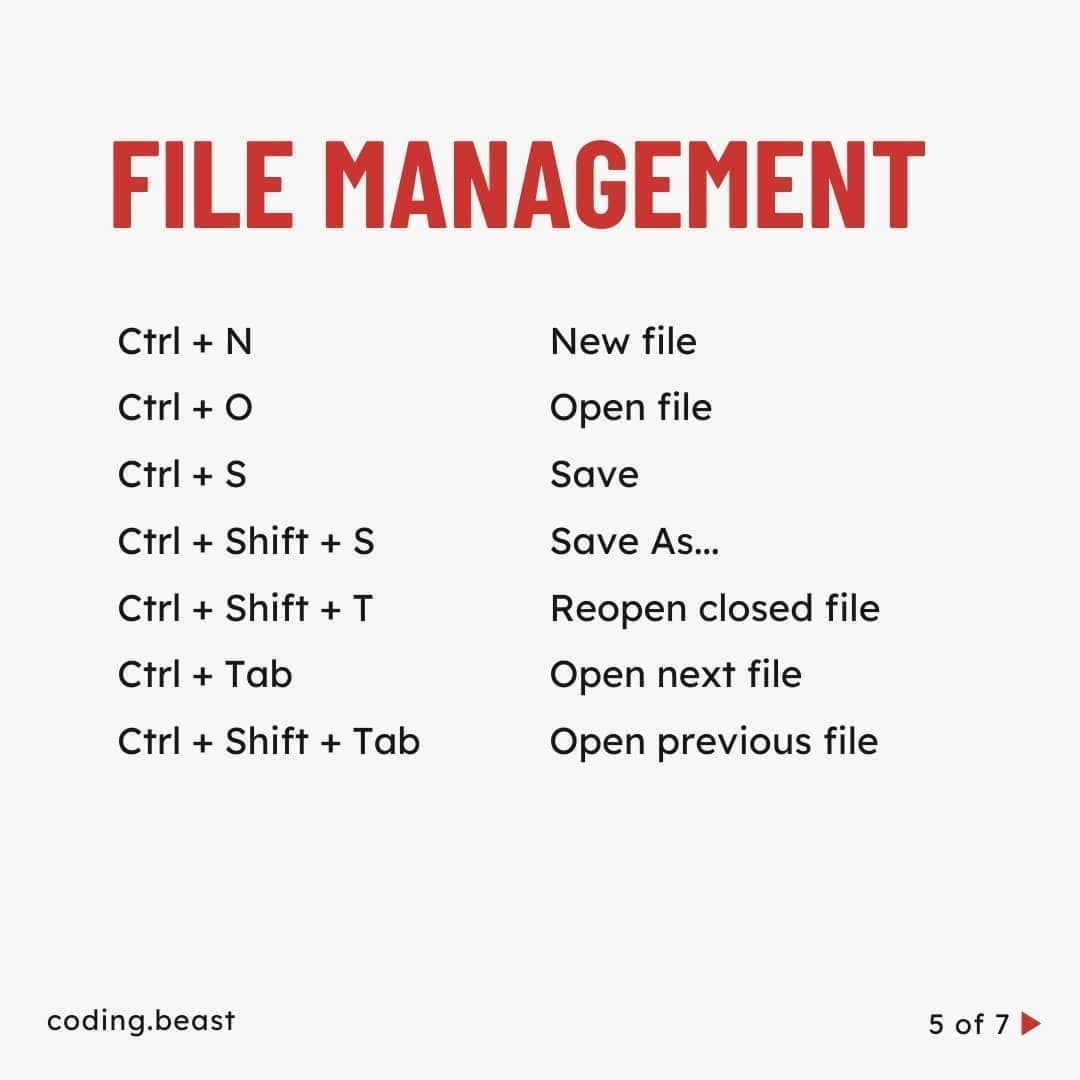 FILE MANAGEMENT
Ctrl + N New file
Ctrl + O Open file
Ctrl + S Save
Ctrl + Shift + S Save As...
Ctrl + Shift + T Reopen closed file
Ctrl + Tab Open next file
Ctrl + Shift + Tab Open previous file
coding.beast
5 of 7